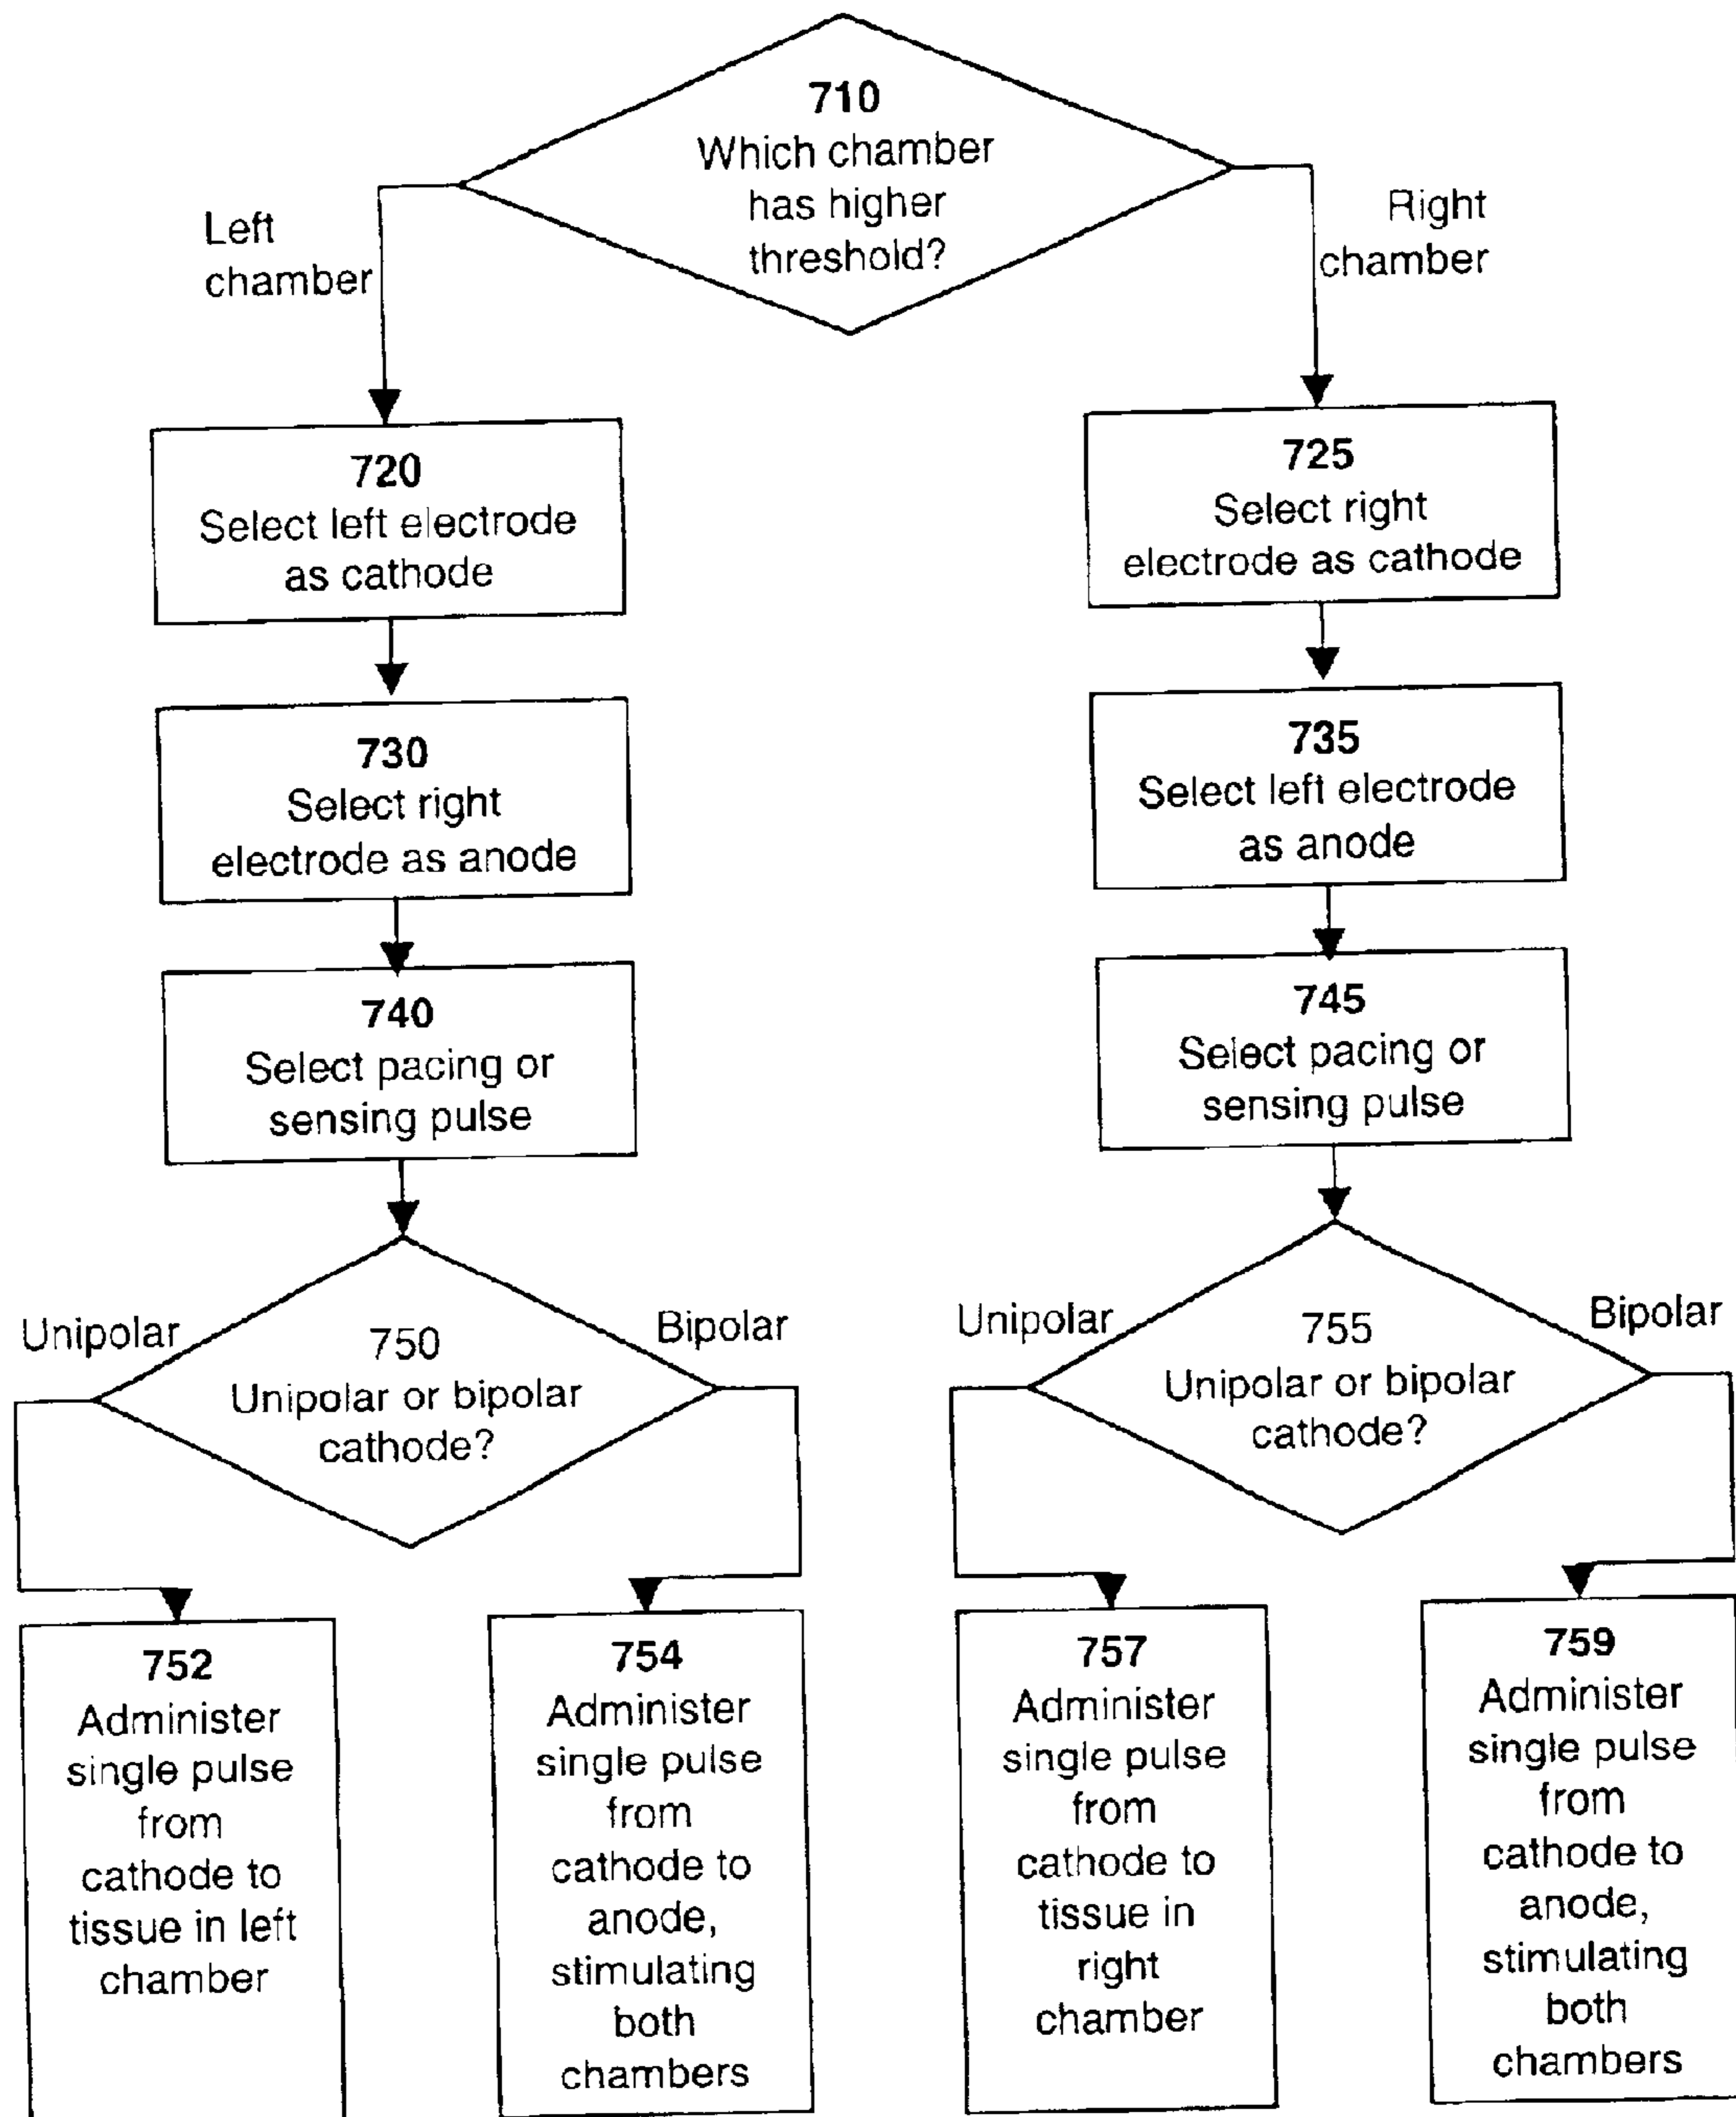 710
Which chamber
has higher
threshold?
Left
chamber
Right
chamber
720
Select left electrode
as cathode
725
Select right
electrode as cathode
730
Select right
electrode as anode
735
Select left electrode
as anode
740
Select pacing or
sensing pulse
745
Select pacing or
sensing pulse
Unipolar
750
Unipolar or bipolar
cathode?
Bipolar
Unipolar
755
Unipolar or bipolar
cathode?
Bipolar
752
Administer
single pulse
from
cathode to
tissue in left
chamber
754
Administer
single pulse
from
cathode to
anode,
stimulating
both
chambers
757
Administer
single pulse
from
cathode to
tissue in
right
chamber
759
Administer
single pulse
from
cathode to
anode,
stimulating
both
chambers